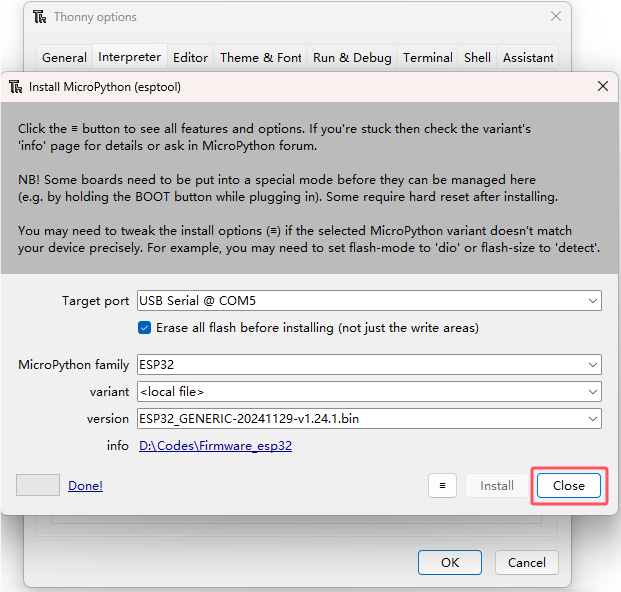 Thonny options
General Interpreter Editor Theme & Font Run & Debug Terminal Shell Assistant
Install MicroPython (esptool)
Click the ≡ button to see all features and options. If you're stuck then check the variant's
'info' page for details or ask in MicroPython forum.
NB! Some boards need to be put into a special mode before they can be managed here
(e.g. by holding the BOOT button while plugging in). Some require hard reset after installing.
You may need to tweak the install options (≡) if the selected MicroPython variant doesn't match
your device precisely. For example, you may need to set flash-mode to 'dio' or flash-size to 'detect'.
Target port USB Serial @ COM5
Erase all flash before installing (not just the write areas)
MicroPython family ESP32
variant <local file>
version ESP32_GENERIC-20241129-v1.24.1.bin
info D:\Codes\Firmware_esp32
Done! ≡ Install Close
OK Cancel